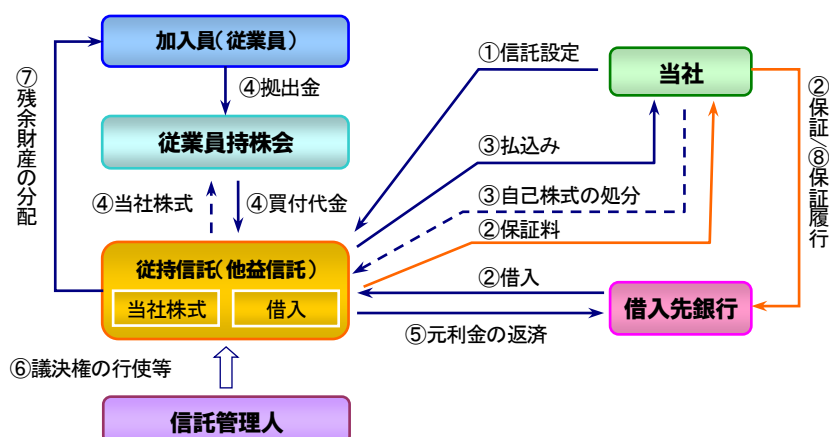 加入員（従業員）
①信託設定
当社
④拠出金
⑦残余財産の分配
②保証/⑧保証履行
従業員持株会
③払込み
④当社株式
④買付代金
③自己株式の処分
②保証料
従持信託（他益信託）
当社株式
借入
②借入
借入先銀行
⑤元利金の返済
⑥議決権の行使等
信託管理人